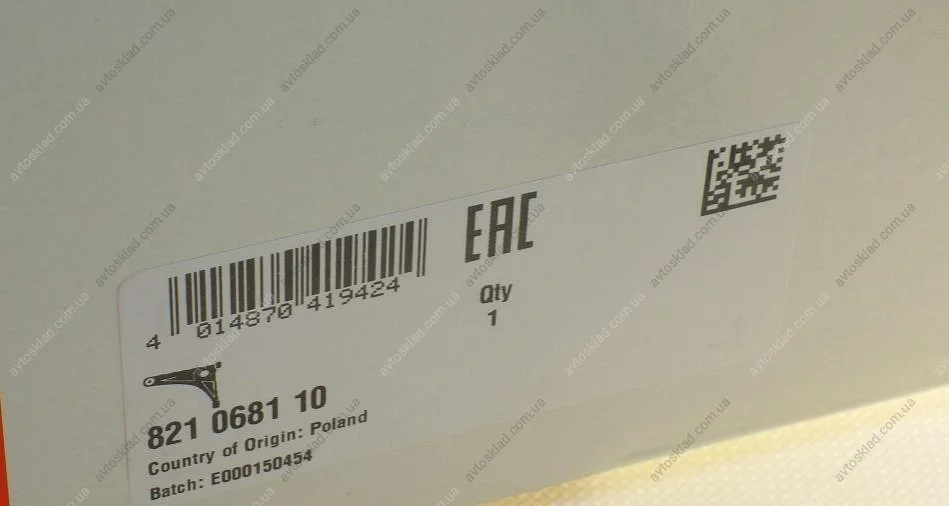 EAC
4 014870 419424
Qty
1
821 0681 10
Country of Origin: Poland
Batch: E000150454
avtosklad.com.ua